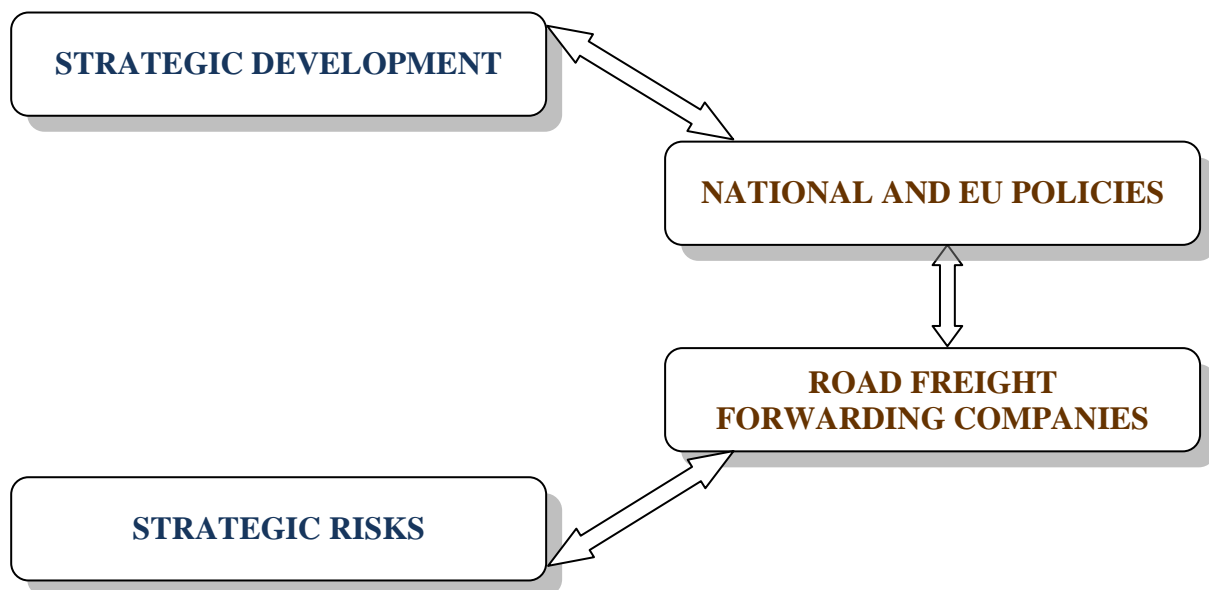 STRATEGIC DEVELOPMENT
NATIONAL AND EU POLICIES
ROAD FREIGHT
FORWARDING COMPANIES
STRATEGIC RISKS